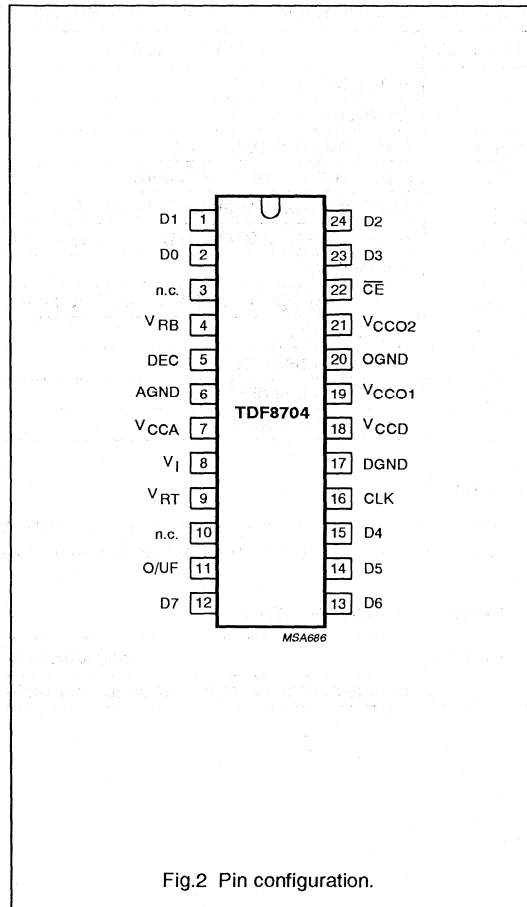 D1 1 24 D2
D0 2 23 D3
n.c. 3 22 C̅E̅
VRB 4 21 VCCO2
DEC 5 20 OGND
AGND 6 19 VCCO1
TDF8704
VCCA 7 18 VCCD
VI 8 17 DGND
VRT 9 16 CLK
n.c. 10 15 D4
O/UF 11 14 D5
D7 12 13 D6
MSA686
Fig.2 Pin configuration.